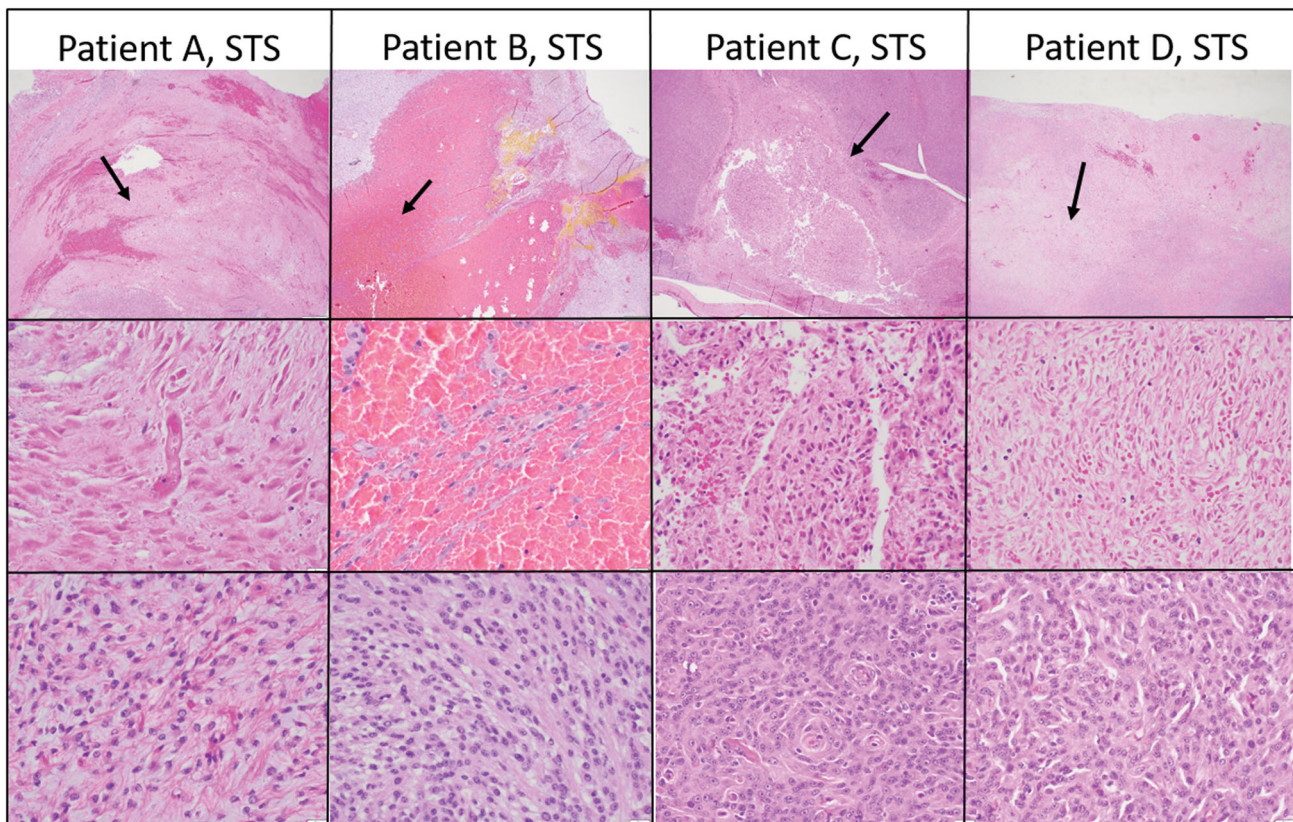 Patient A, STS
Patient B, STS
Patient C, STS
Patient D, STS